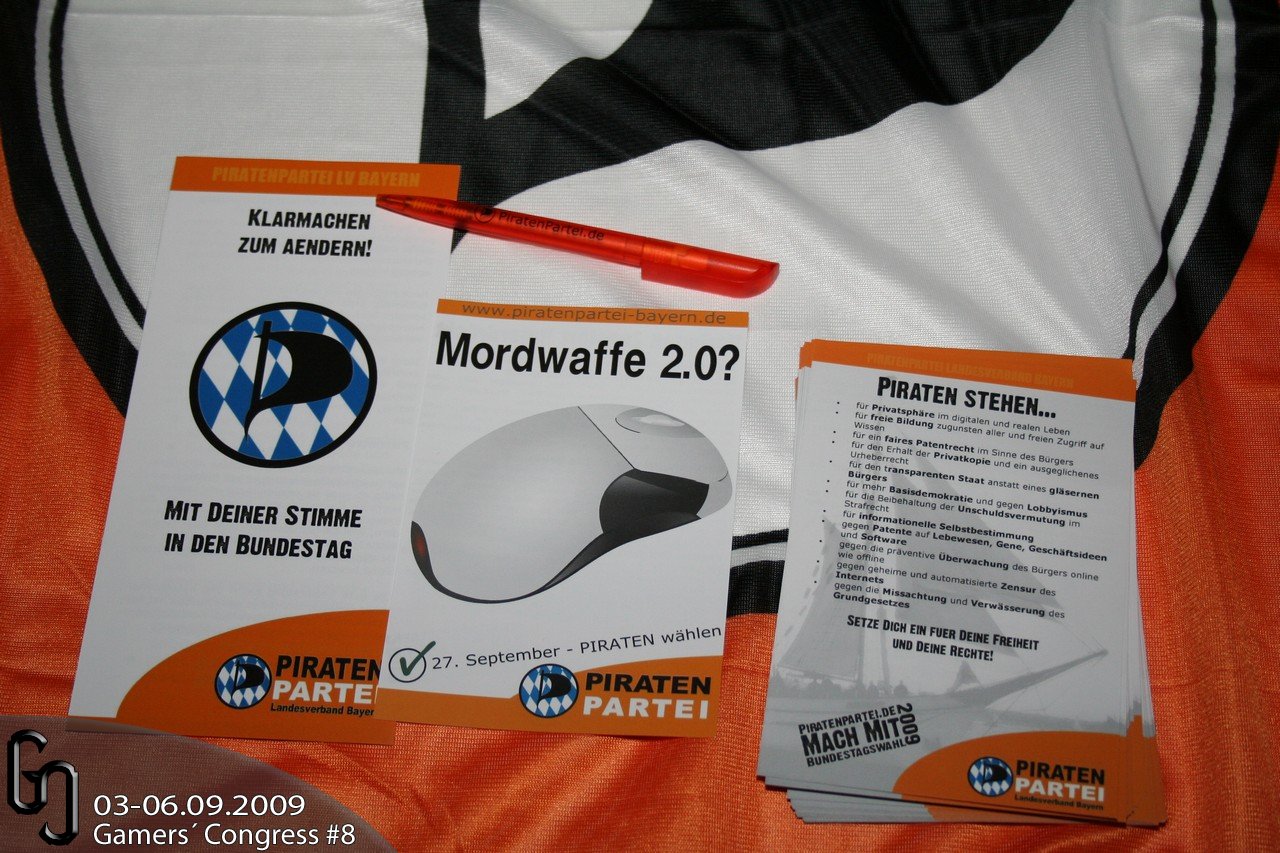 PIRATENPARTEI LV BAYERN
KLARMACHEN
ZUM AENDERN!
MIT DEINER STIMME
IN DEN BUNDESTAG
PIRATEN
PARTEI
Landesverband Bayern
PiratenPartei.de
www.piratenpartei-bayern.de
Mordwaffe 2.0?
27. September - PIRATEN wählen
PIRATEN
PARTEI
PIRATENPARTEI LANDESVERBAND BAYERN
PIRATEN STEHEN...
• für Privatsphäre im digitalen und realen Leben
• für freie Bildung zugunsten aller und freien Zugriff auf
Wissen
• für ein faires Patentrecht im Sinne des Bürgers
• für den Erhalt der Privatkopie und ein ausgeglichenes
Urheberrecht
• für den transparenten Staat anstatt eines gläsernen
Bürgers
• für mehr Basisdemokratie und gegen Lobbyismus
• für die Beibehaltung der Unschuldsvermutung im
Strafrecht
• für informationelle Selbstbestimmung
• gegen Patente auf Lebewesen, Gene, Geschäftsideen
und Software
• gegen die präventive Überwachung des Bürgers online
wie offline
• gegen geheime und automatisierte Zensur des
Internets
• gegen die Missachtung und Verwässerung des
Grundgesetzes
SETZE DICH EIN FUER DEINE FREIHEIT
UND DEINE RECHTE!
PIRATENPARTEI.DE
MACH MIT
BUNDESTAGSWAHL
2009
PIRATEN
PARTEI
Landesverband Bayern
GC
03-06.09.2009
Gamers´ Congress #8